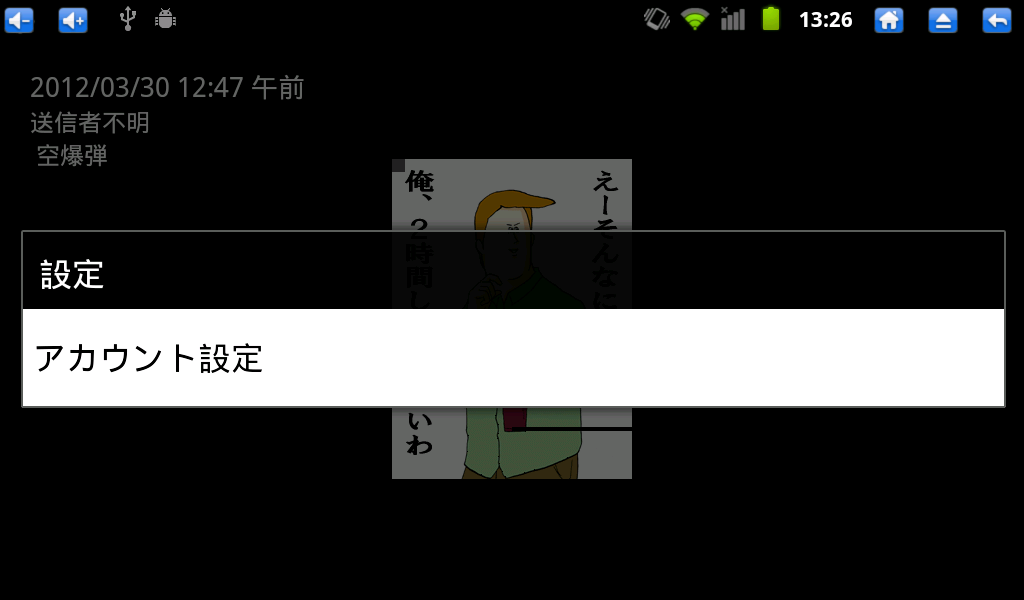 13:26
2012/03/30 12:47 午前
送信者不明
空爆弾
えーそんなに
俺、2時間し
設定
アカウント設定
いわ